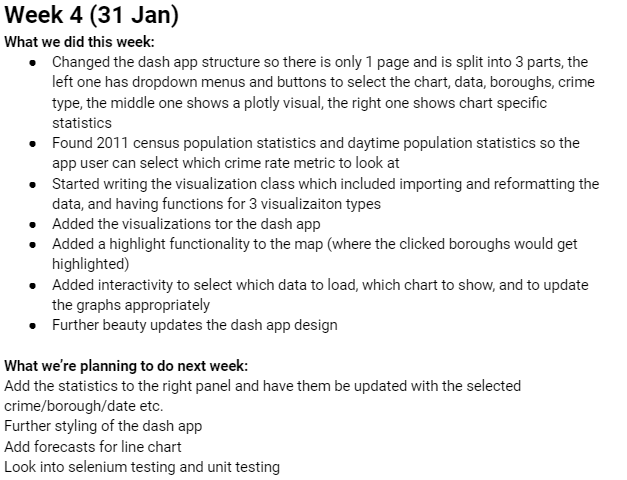 Week 4 (31 Jan)
What we did this week:
● Changed the dash app structure so there is only 1 page and is split into 3 parts, the
left one has dropdown menus and buttons to select the chart, data, boroughs, crime
type, the middle one shows a plotly visual, the right one shows chart specific
statistics
● Found 2011 census population statistics and daytime population statistics so the
app user can select which crime rate metric to look at
● Started writing the visualization class which included importing and reformatting the
data, and having functions for 3 visualizaiton types
● Added the visualizations tor the dash app
● Added a highlight functionality to the map (where the clicked boroughs would get
highlighted)
● Added interactivity to select which data to load, which chart to show, and to update
the graphs appropriately
● Further beauty updates the dash app design
What we’re planning to do next week:
Add the statistics to the right panel and have them be updated with the selected
crime/borough/date etc.
Further styling of the dash app
Add forecasts for line chart
Look into selenium testing and unit testing